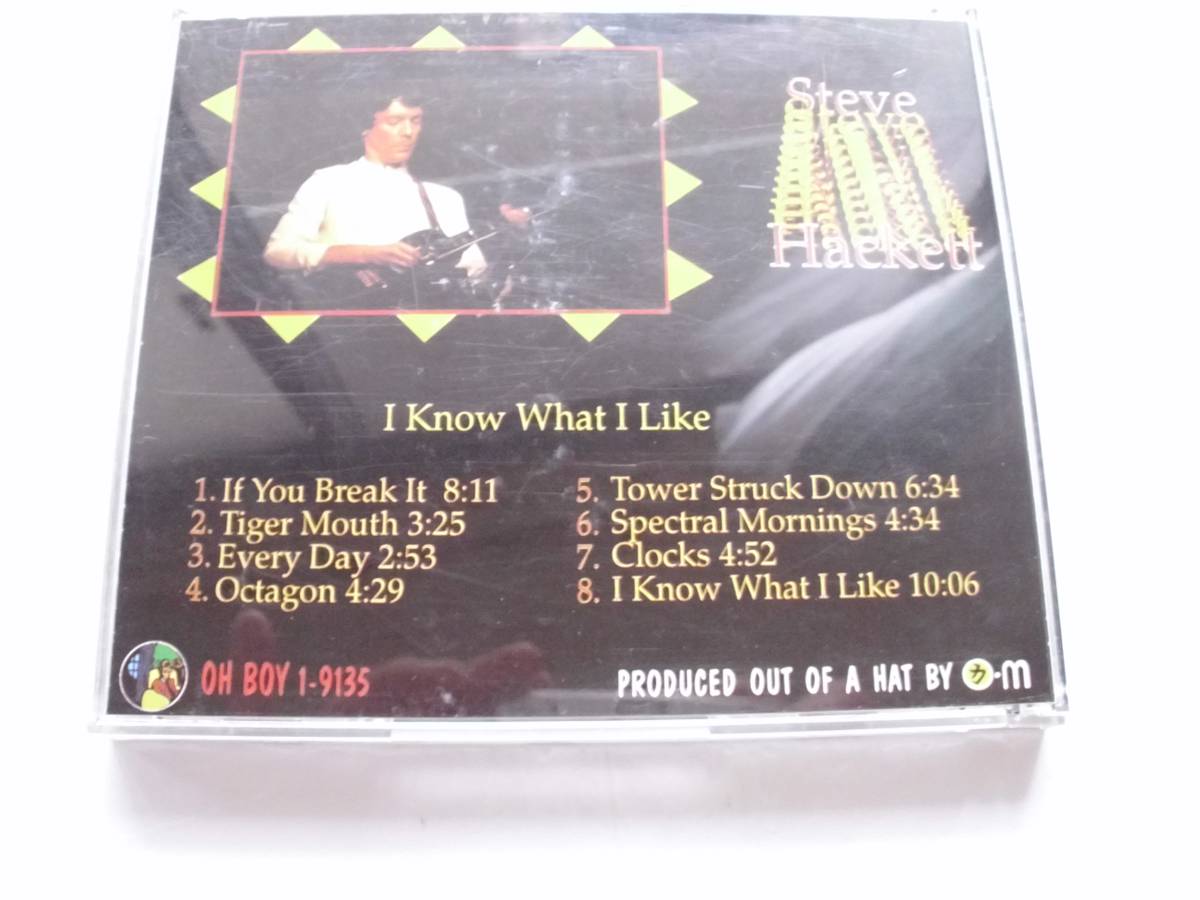 Steve
Hackett
I Know What I Like
1. If You Break It 8:11
2. Tiger Mouth 3:25
3. Every Day 2:53
4. Octagon 4:29
5. Tower Struck Down 6:34
6. Spectral Mornings 4:34
7. Clocks 4:52
8. I Know What I Like 10:06
OH BOY 1-9135
PRODUCED OUT OF A HAT BY カ-m